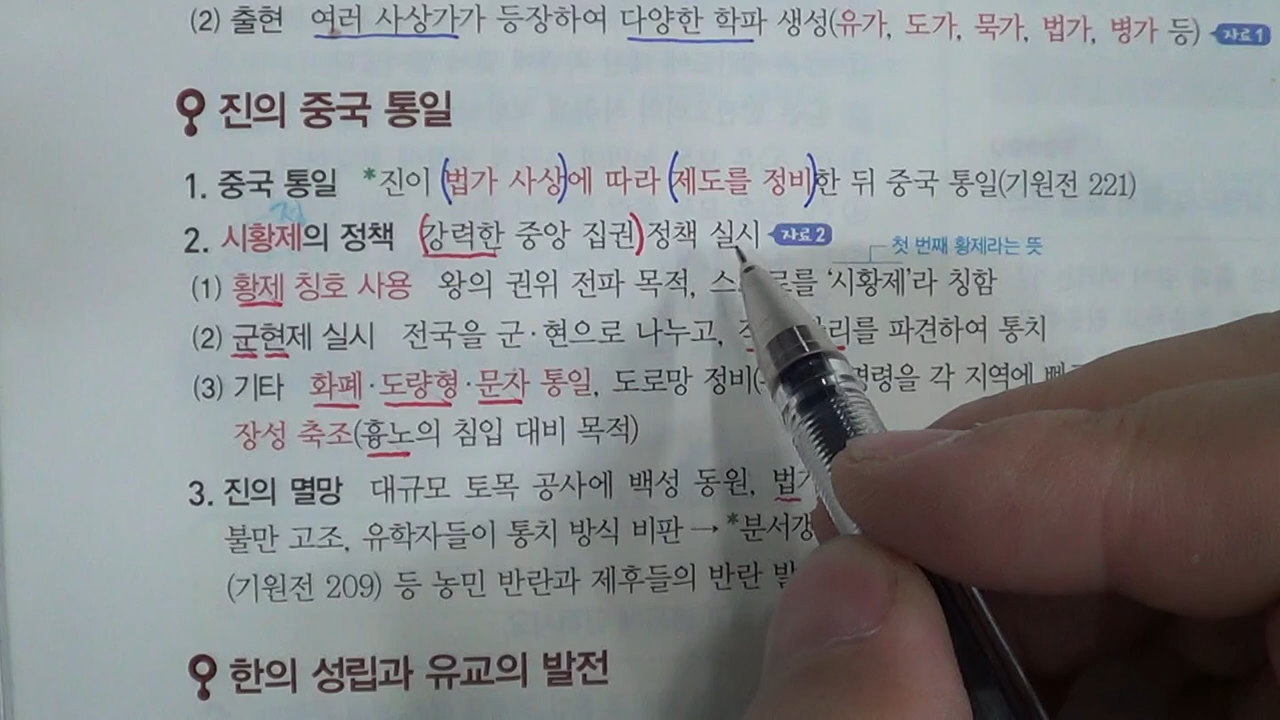 (2) 출현 여러 사상가가 등장하여 다양한 학파 생성(유가, 도가, 묵가, 법가, 병가 등) 자료1
진의 중국 통일
1. 중국 통일 *진이 (법가 사상)에 따라 (제도를 정비)한 뒤 중국 통일(기원전 221)
2. 시황제의 정책 (강력한 중앙 집권) 정책 실시 자료2
첫 번째 황제라는 뜻
(1) 황제 칭호 사용 왕의 권위 전파 목적, 를 '시황제'라 칭함
(2) 군현제 실시 전국을 군·현으로 나누고, 를 파견하여 통치
(3) 기타 화폐·도량형·문자 통일, 도로망 정비( 명령을 각 지역에
장성 축조(흉노의 침입 대비 목적)
3. 진의 멸망 대규모 토목 공사에 백성 동원,
불만 고조, 유학자들이 통치 방식 비판 → *분서갱
(기원전 209) 등 농민 반란과 제후들의 반란
한의 성립과 유교의 발전